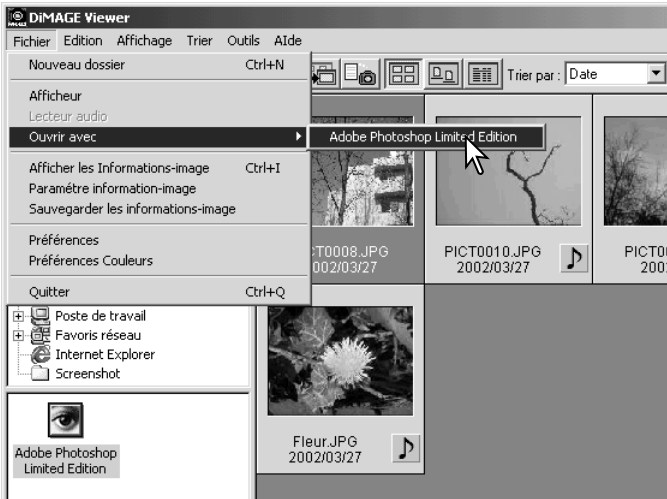 DiMAGE Viewer
Fichier Edition Affichage Trier Outils AIde
Nouveau dossier Ctrl+N
Afficheur
Lecteur audio
Ouvrir avec
Adobe Photoshop Limited Edition
Afficher les Informations-image Ctrl+I
Paramétre information-image
Sauvegarder les informations-image
Préférences
Préférences Couleurs
Quitter Ctrl+Q
Trier par : Date
CT0008.JPG
002/03/27
PICT0010.JPG
2002/03/27
PICT0
200
Poste de travail
Favoris réseau
Internet Explorer
Screenshot
Fleur.JPG
2002/03/27
Adobe Photoshop
Limited Edition